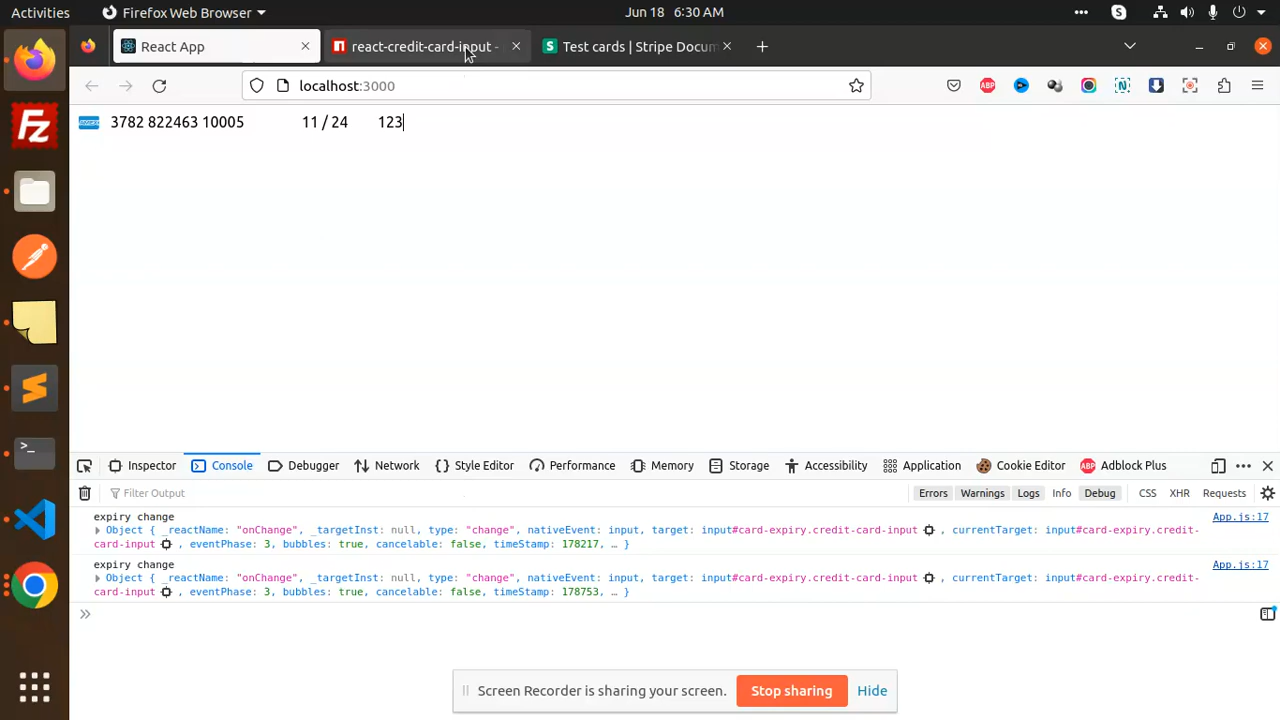 Activities
Firefox Web Browser
Jun 18 6:30 AM
React App
react-credit-card-input -
Test cards | Stripe Docum
localhost:3000
3782 822463 10005 11 / 24 123
Inspector Console Debugger Network Style Editor Performance Memory Storage Accessibility Application Cookie Editor Adblock Plus
Filter Output Errors Warnings Logs Info Debug CSS XHR Requests
expiry change App.js:17
Object { _reactName: "onChange", _targetInst: null, type: "change", nativeEvent: input, target: input#card-expiry.credit-card-input , currentTarget: input#card-expiry.credit-
card-input , eventPhase: 3, bubbles: true, cancelable: false, timeStamp: 178217, … }
expiry change App.js:17
Object { _reactName: "onChange", _targetInst: null, type: "change", nativeEvent: input, target: input#card-expiry.credit-card-input , currentTarget: input#card-expiry.credit-
card-input , eventPhase: 3, bubbles: true, cancelable: false, timeStamp: 178753, … }
Screen Recorder is sharing your screen. Stop sharing Hide